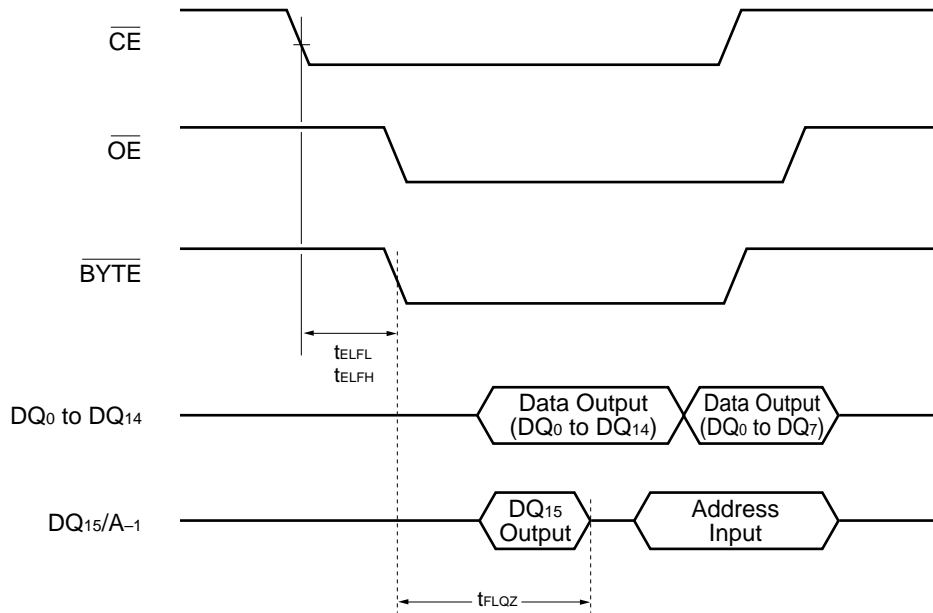 CE
OE
BYTE
tELFL
tELFH
DQ0 to DQ14
Data Output
(DQ0 to DQ14)
Data Output
(DQ0 to DQ7)
DQ15/A–1
DQ15
Output
Address
Input
tFLQZ